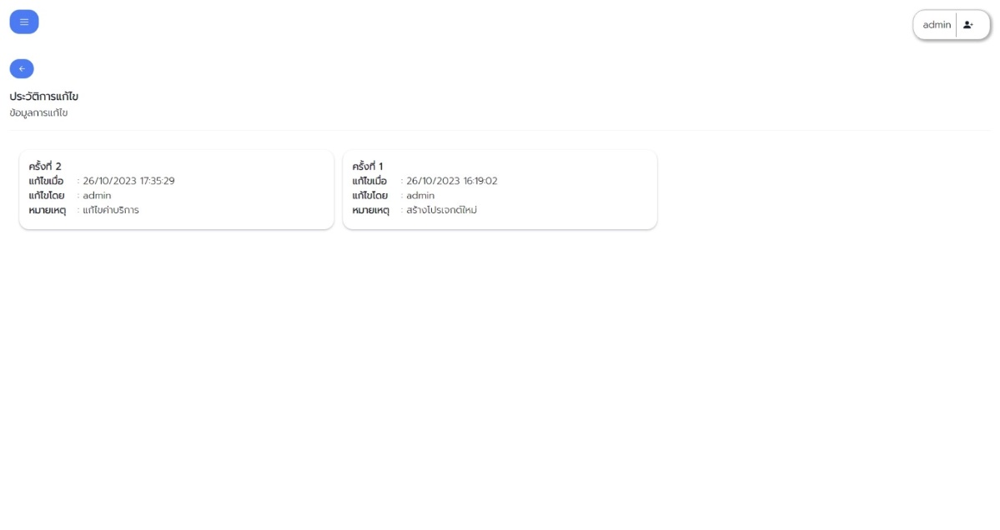 admin
ประวัติการแก้ไข
ข้อมูลการแก้ไข
ครั้งที่ 2
แก้ไขเมื่อ : 26/10/2023 17:35:29
แก้ไขโดย : admin
หมายเหตุ : แก้ไขค่าบริการ
ครั้งที่ 1
แก้ไขเมื่อ : 26/10/2023 16:19:02
แก้ไขโดย : admin
หมายเหตุ : สร้างโปรเจกต์ใหม่